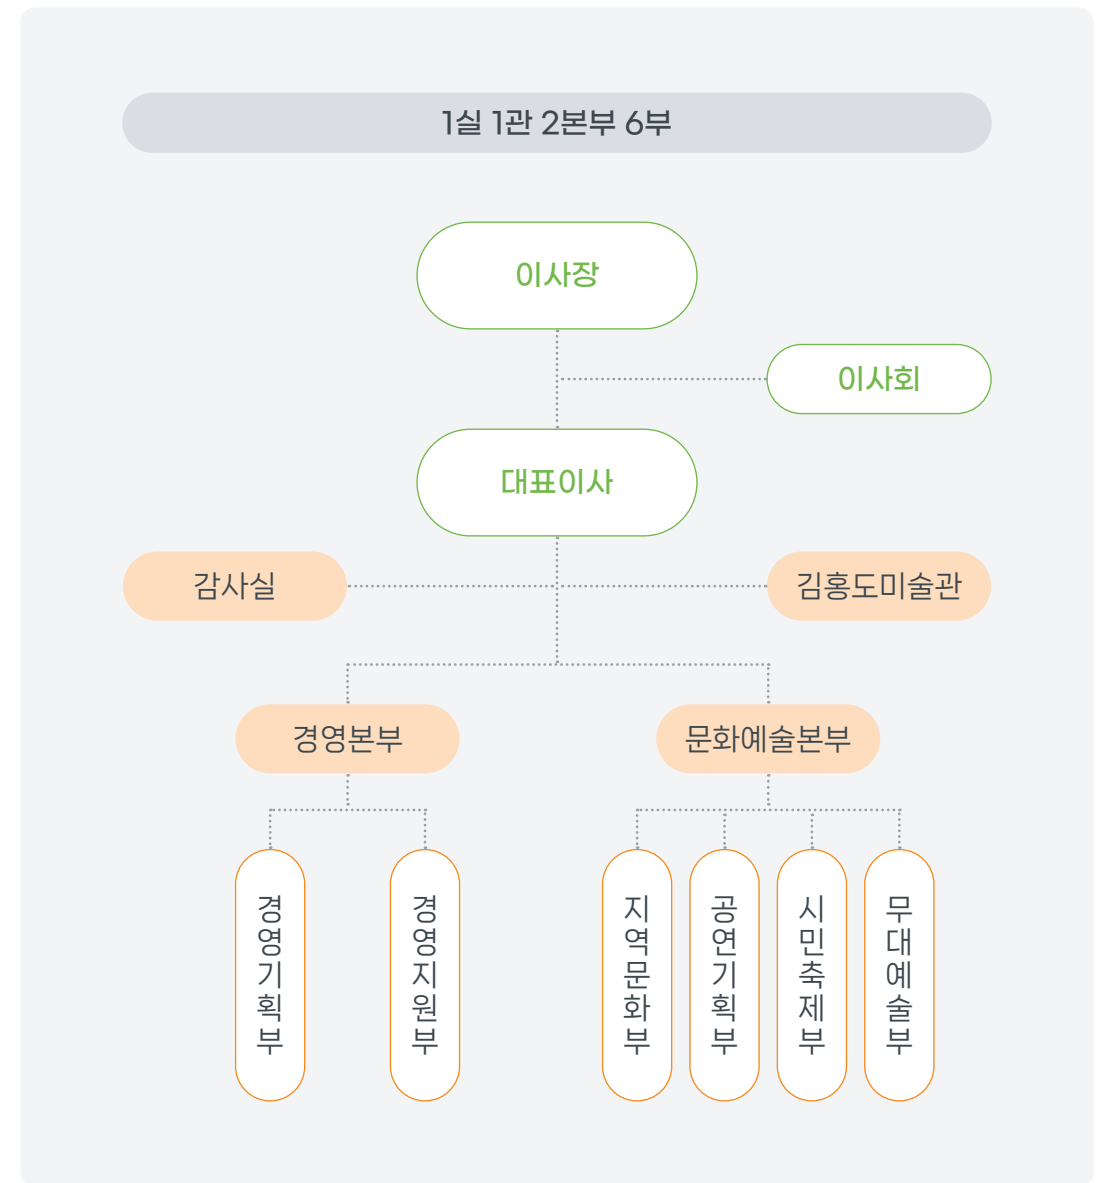 1실 1관 2본부 6부
이사장
이사회
대표이사
감사실
김홍도미술관
경영본부
문화예술본부
경영기획부
경영지원부
지역문화부
공연기획부
시민축제부
무대예술부